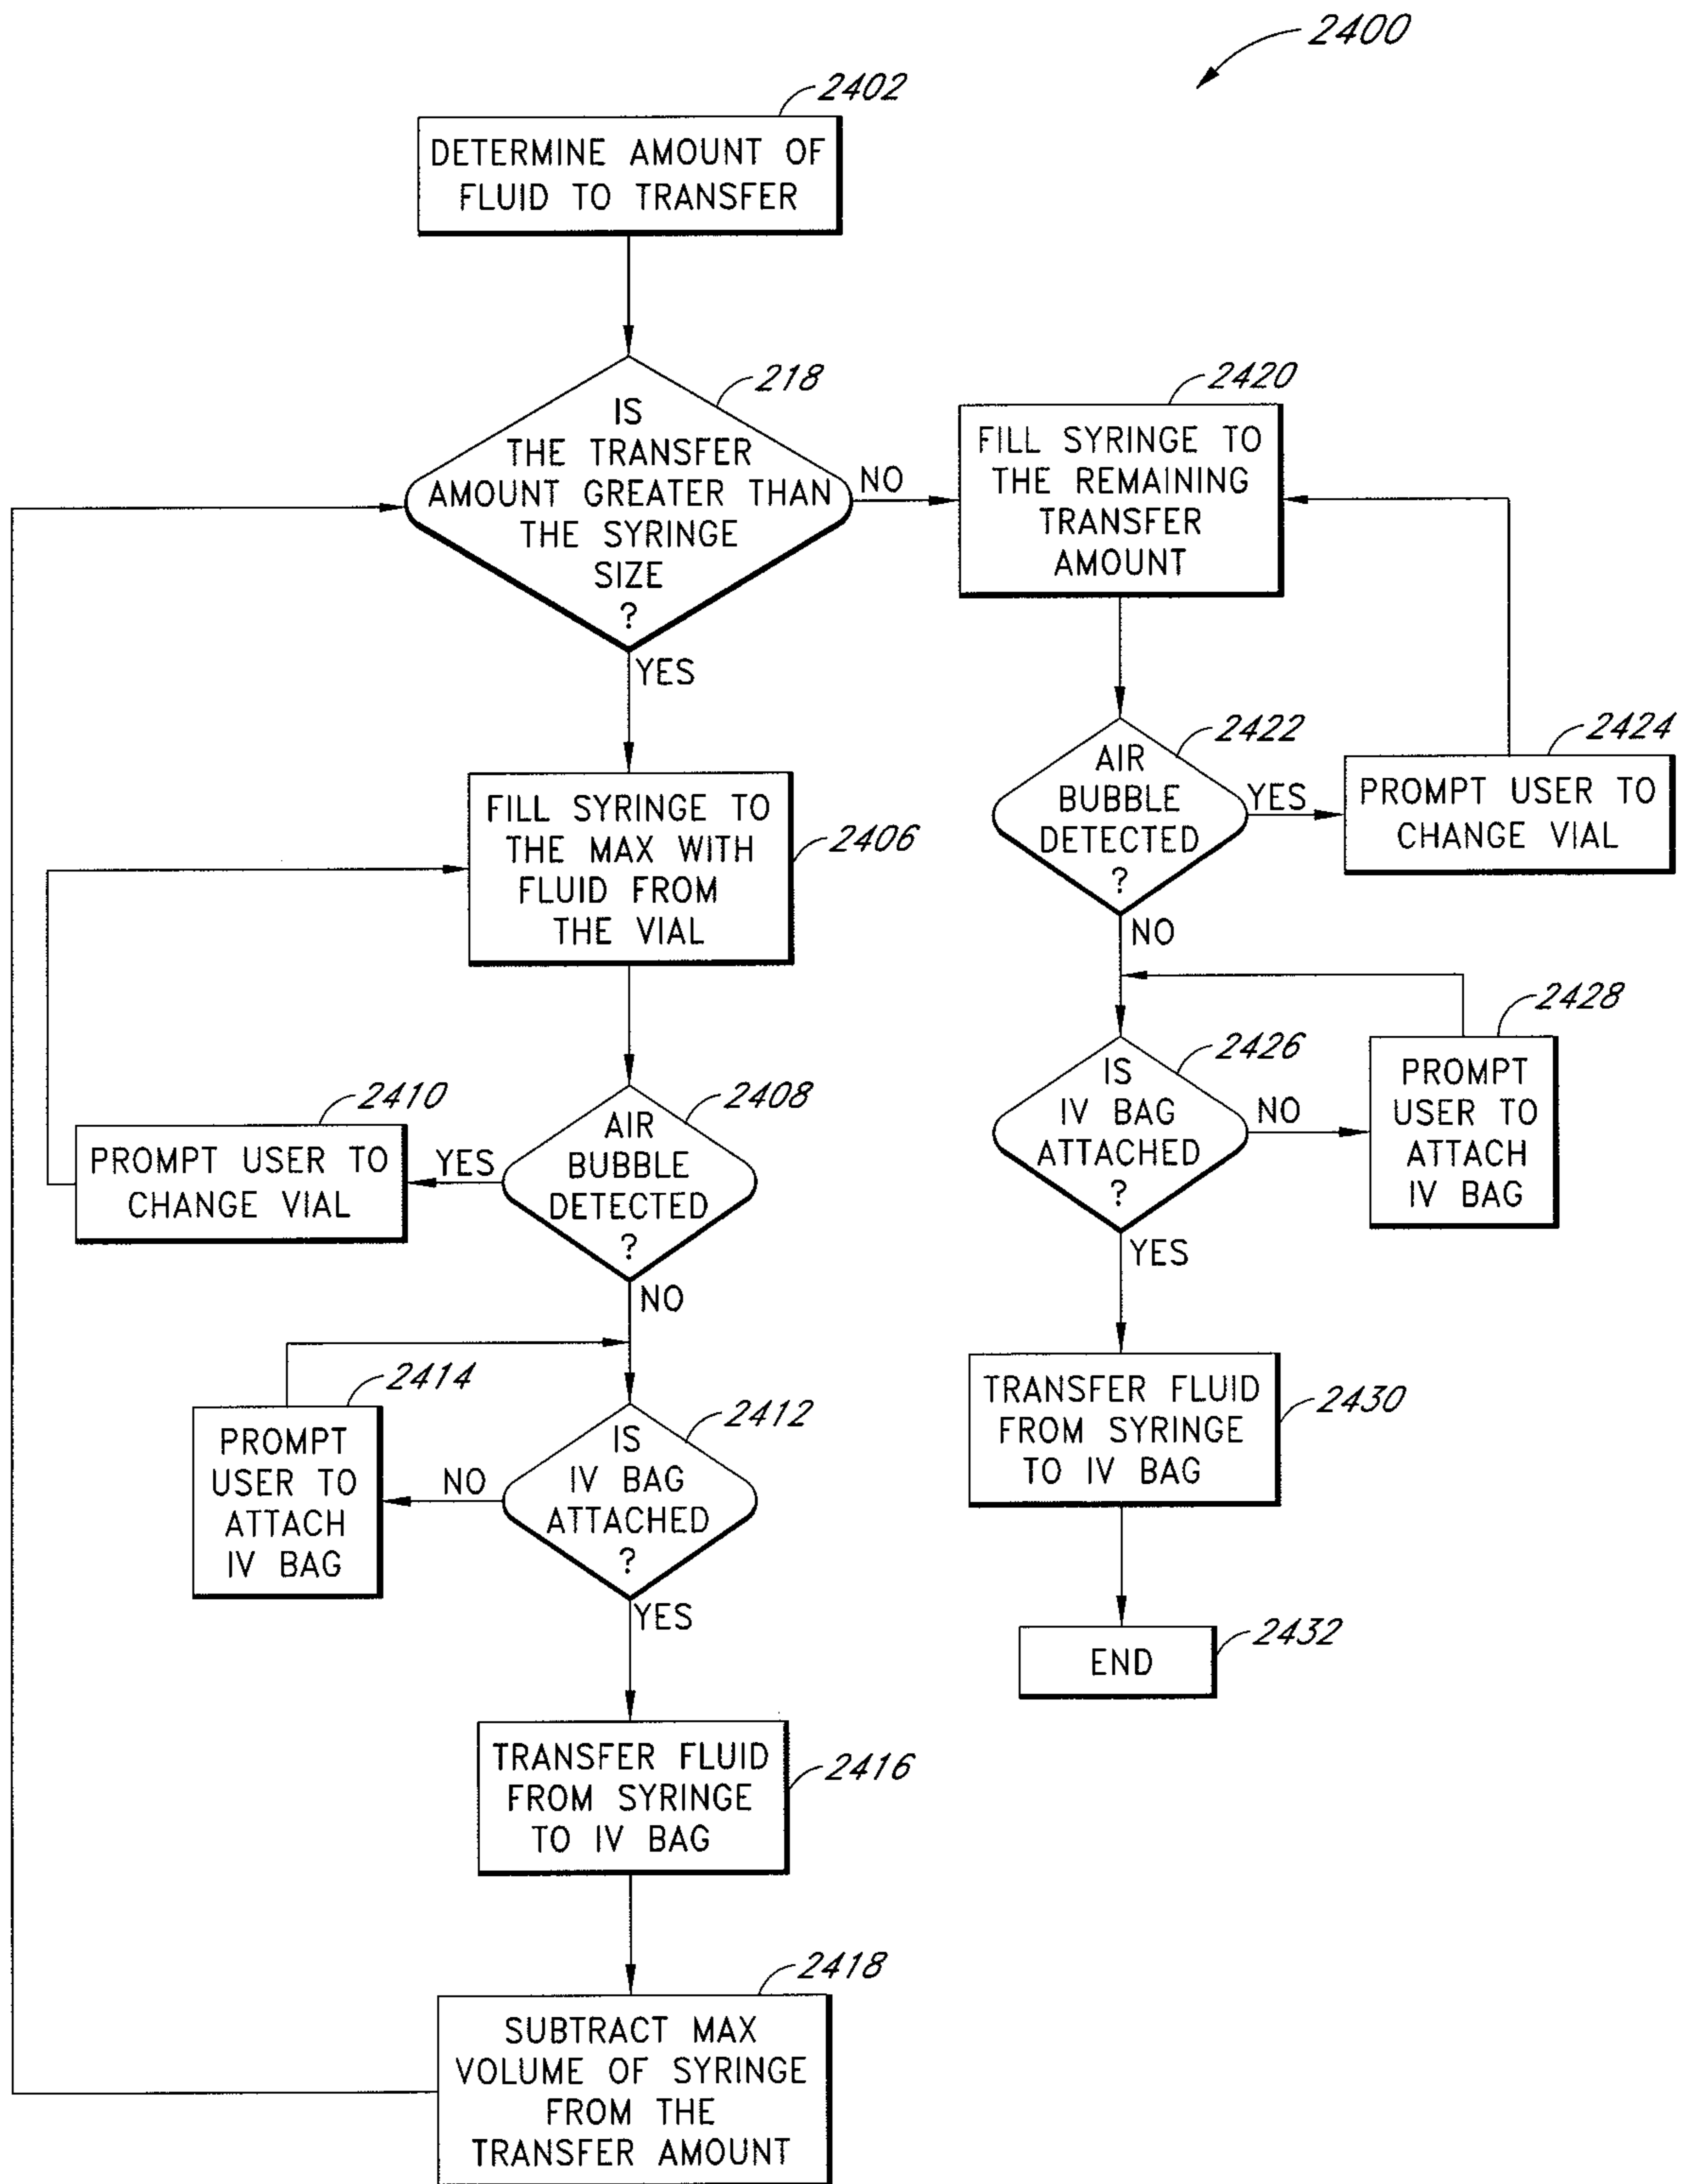 2400
2402
DETERMINE AMOUNT OF
FLUID TO TRANSFER
218
IS
THE TRANSFER
AMOUNT GREATER THAN
THE SYRINGE
SIZE
?
NO
YES
2420
FILL SYRINGE TO
THE REMAINING
TRANSFER
AMOUNT
2406
FILL SYRINGE TO
THE MAX WITH
FLUID FROM
THE VIAL
2422
AIR
BUBBLE
DETECTED
?
YES
NO
2424
PROMPT USER TO
CHANGE VIAL
2408
AIR
BUBBLE
DETECTED
?
YES
NO
2410
PROMPT USER TO
CHANGE VIAL
2426
IS
IV BAG
ATTACHED
?
NO
YES
2428
PROMPT
USER TO
ATTACH
IV BAG
2412
IS
IV BAG
ATTACHED
?
NO
YES
2414
PROMPT
USER TO
ATTACH
IV BAG
2430
TRANSFER FLUID
FROM SYRINGE
TO IV BAG
2432
END
2416
TRANSFER FLUID
FROM SYRINGE
TO IV BAG
2418
SUBTRACT MAX
VOLUME OF SYRINGE
FROM THE
TRANSFER AMOUNT